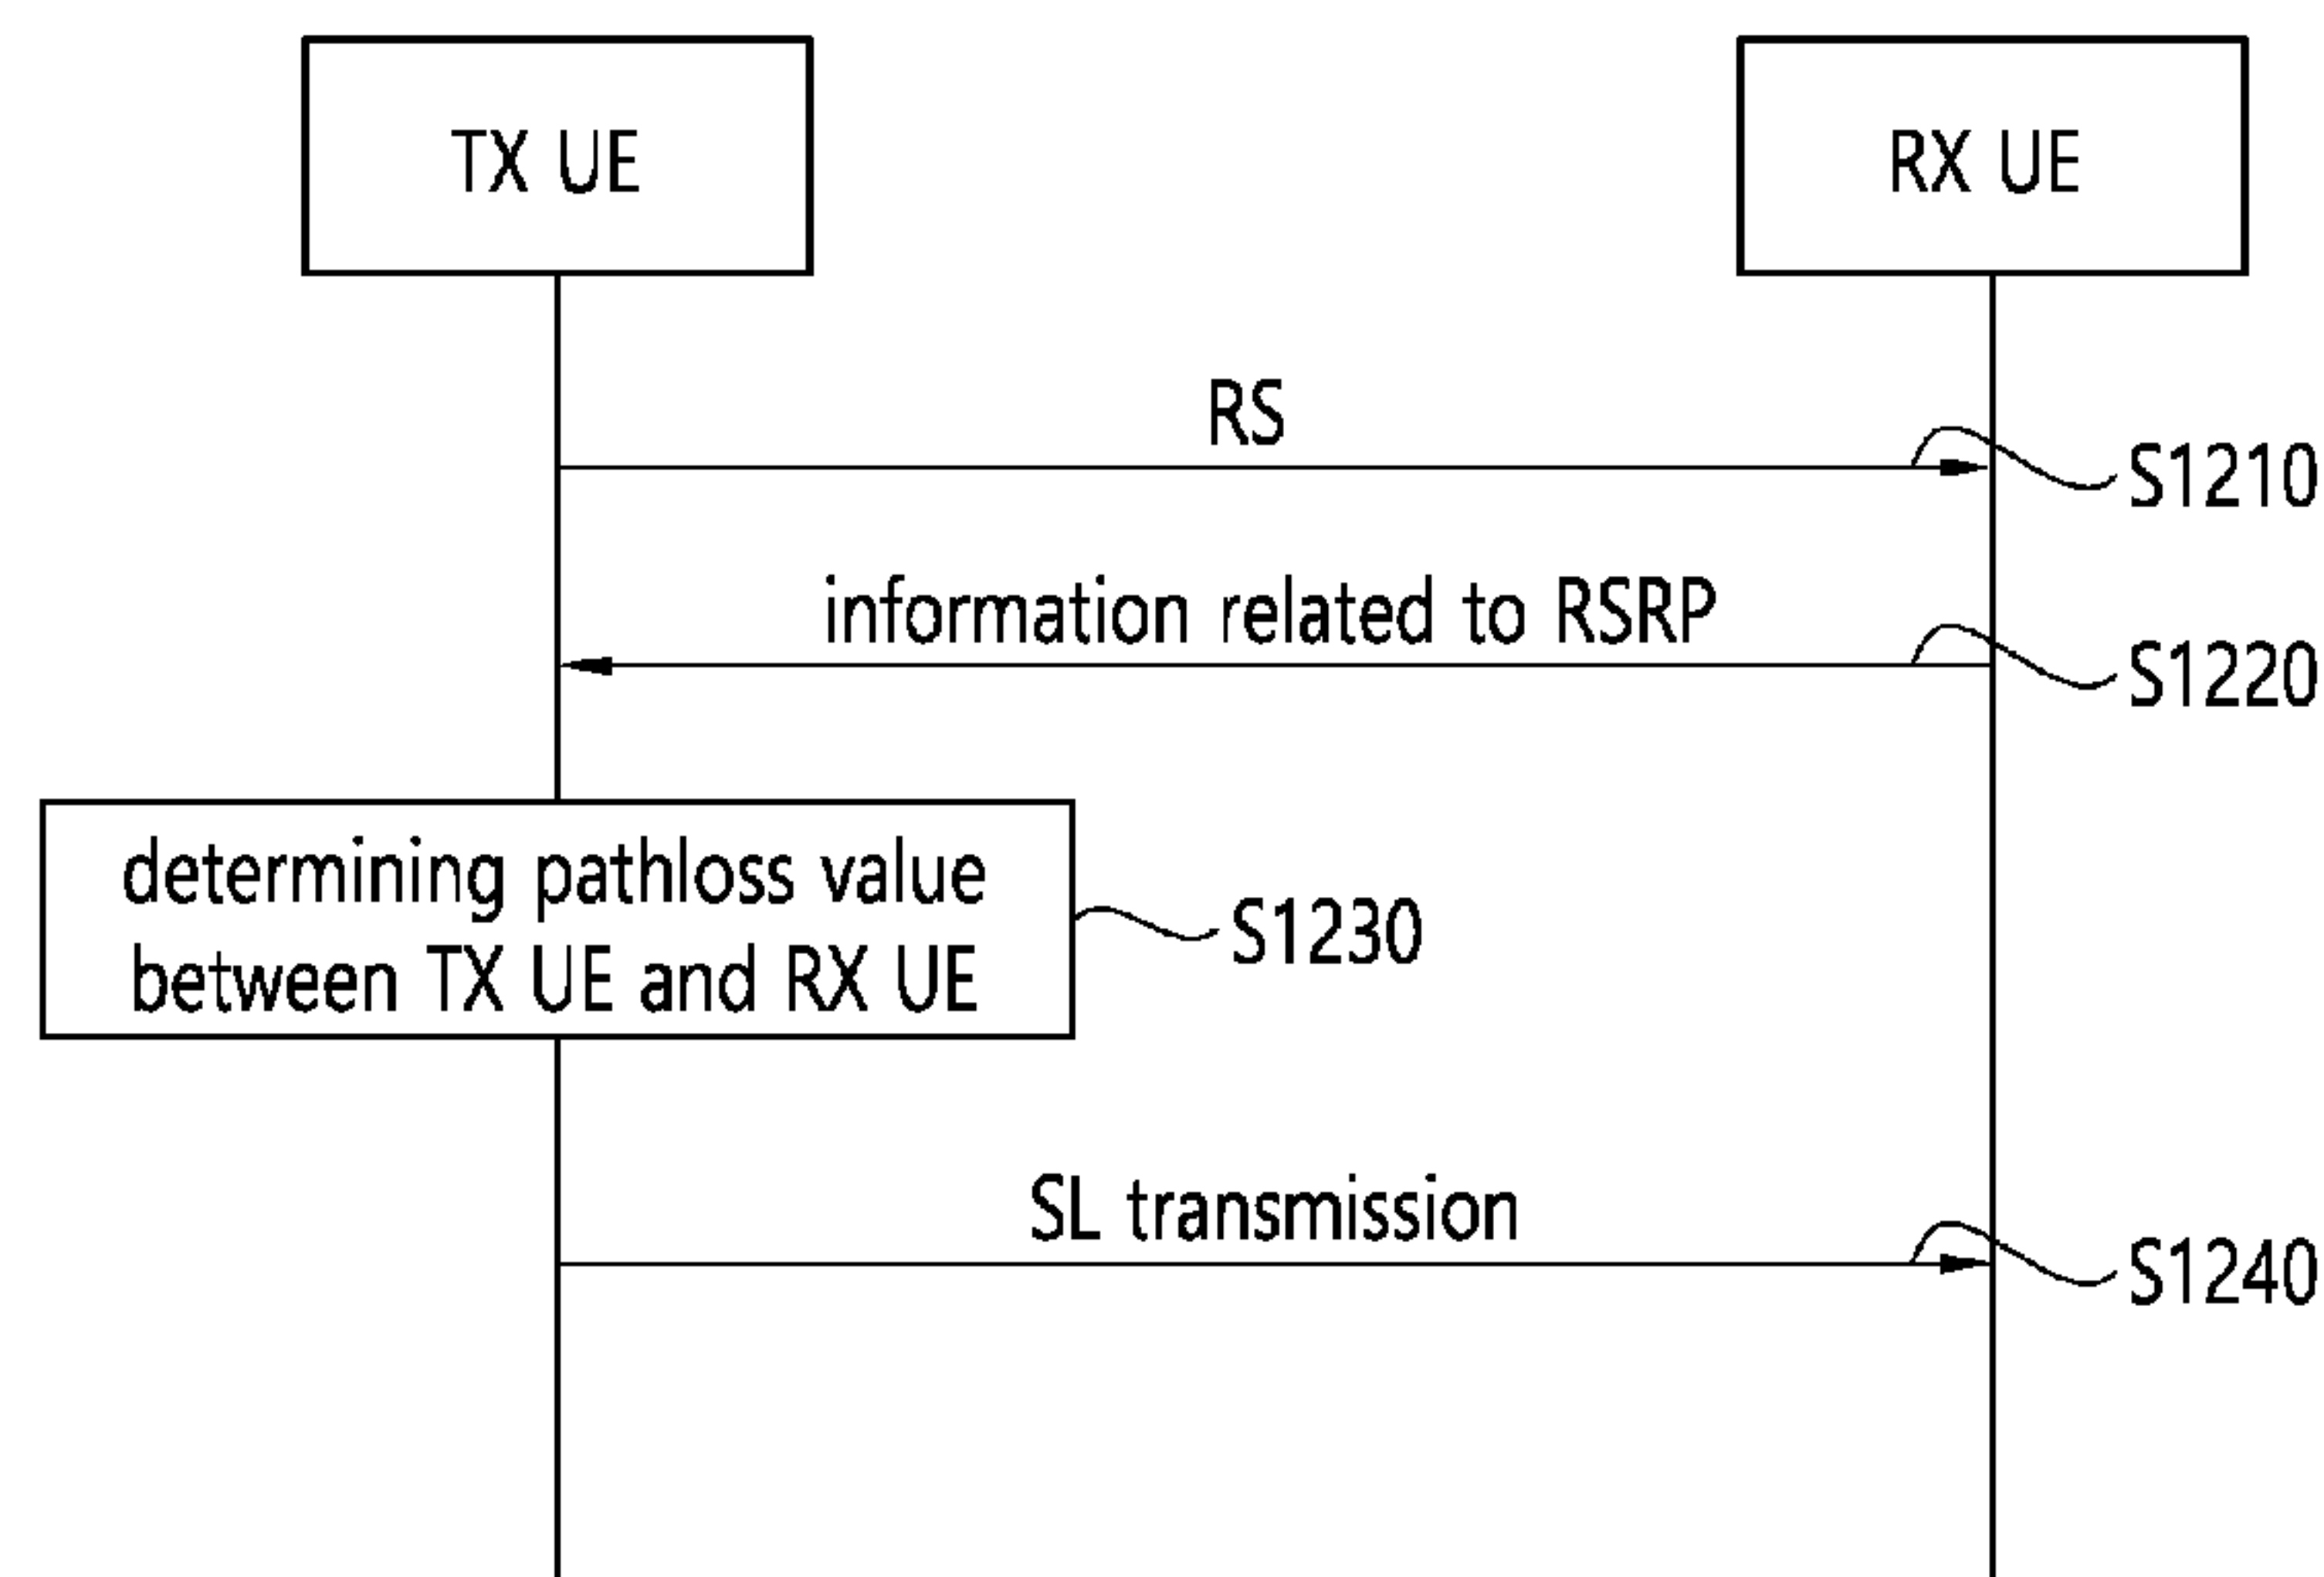 TX UE
RX UE
RS
S1210
information related to RSRP
S1220
determining pathloss value
between TX UE and RX UE
S1230
SL transmission
S1240